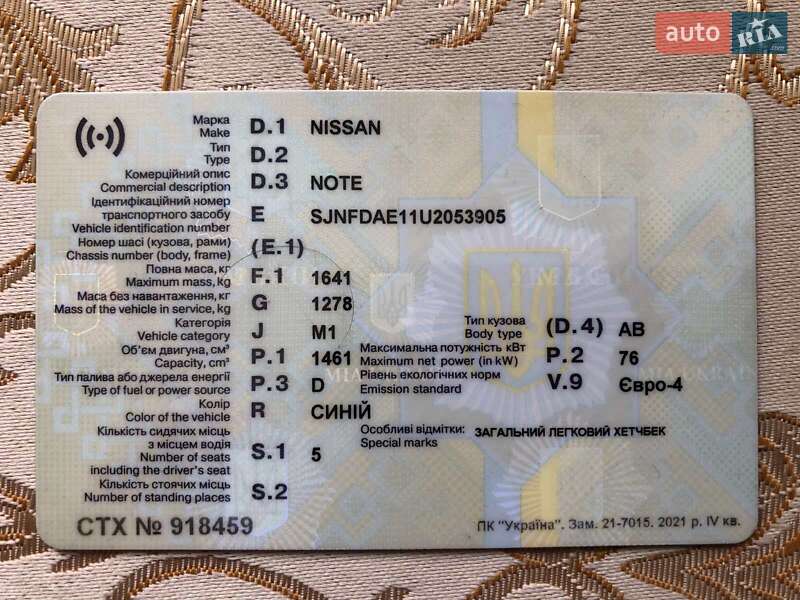 auto RIA .com
Марка
Make D.1 NISSAN
Тип
Type D.2
Комерційний опис
Commercial description D.3 NOTE
Ідентифікаційний номер
транспортного засобу E SJNFDAE11U2053905
Vehicle identification number
Номер шасі (кузова, рами)
Chassis number (body, frame) (E.1)
Повна маса, кг
Maximum mass, kg F.1 1641
Маса без навантаження, кг
Mass of the vehicle in service, kg G 1278
Категорія
Vehicle category J M1
Тип кузова
Body type (D.4) AB
Об'єм двигуна, см³
Capacity, cm³ P.1 1461
Максимальна потужність кВт
Maximum net power (in kW) P.2 76
Тип палива або джерела енергії
Type of fuel or power source P.3 D
Рівень екологічних норм
Emission standard V.9 Євро-4
Колір
Color of the vehicle R СИНІЙ
Особливі відмітки: ЗАГАЛЬНИЙ ЛЕГКОВИЙ ХЕТЧБЕК
Special marks
Кількість сидячих місць
з місцем водія
Number of seats S.1 5
including the driver's seat
Кількість стоячих місць
Number of standing places S.2
СТХ № 918459
ПК "Україна". Зам. 21-7015. 2021 р. IV кв.